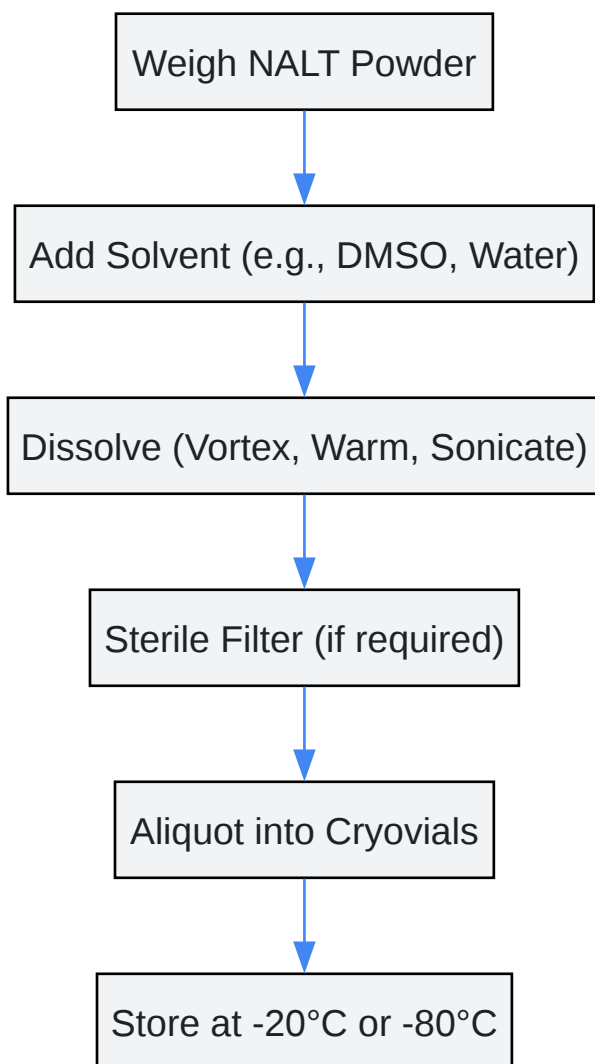 Weigh NALT Powder
Add Solvent (e.g., DMSO, Water)
Dissolve (Vortex, Warm, Sonicate)
Sterile Filter (if required)
Aliquot into Cryovials
Store at -20°C or -80°C